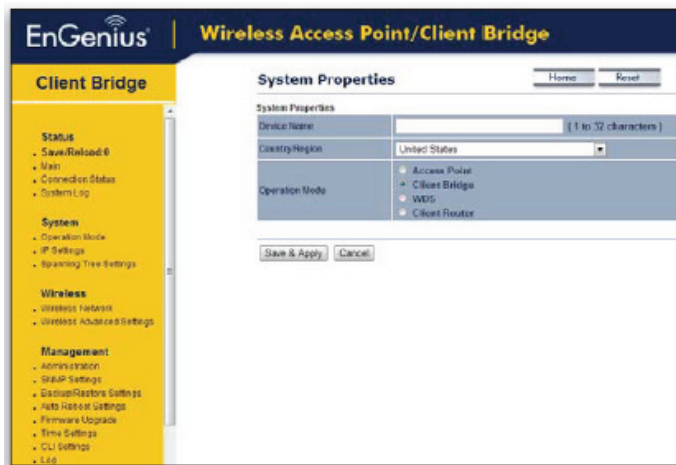 EnGenius®
Wireless Access Point/Client Bridge
Client Bridge
Status
Save/Reload:0
Main
Connection Status
System Log
System
Operation Mode
IP Settings
Spanning Tree Settings
Wireless
Wireless Network
Wireless Advanced Settings
Management
Administration
SNMP Settings
Backup/Restore Settings
Auto Reboot Settings
Firmware Upgrade
Time Settings
CLI Settings
Log
System Properties
Home
Reset
System Properties
Device Name
( 1 to 32 characters )
Country/Region
United States
Operation Mode
Access Point
Client Bridge
WDS
Client Router
Save & Apply
Cancel